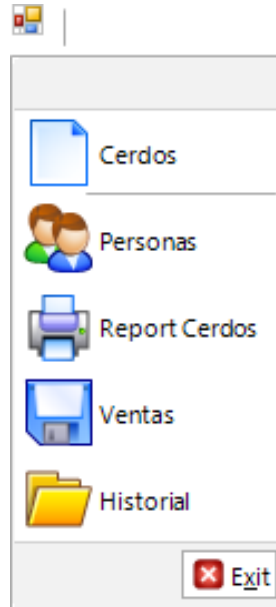 Cerdos
Personas
Report Cerdos
Ventas
Historial
Exit